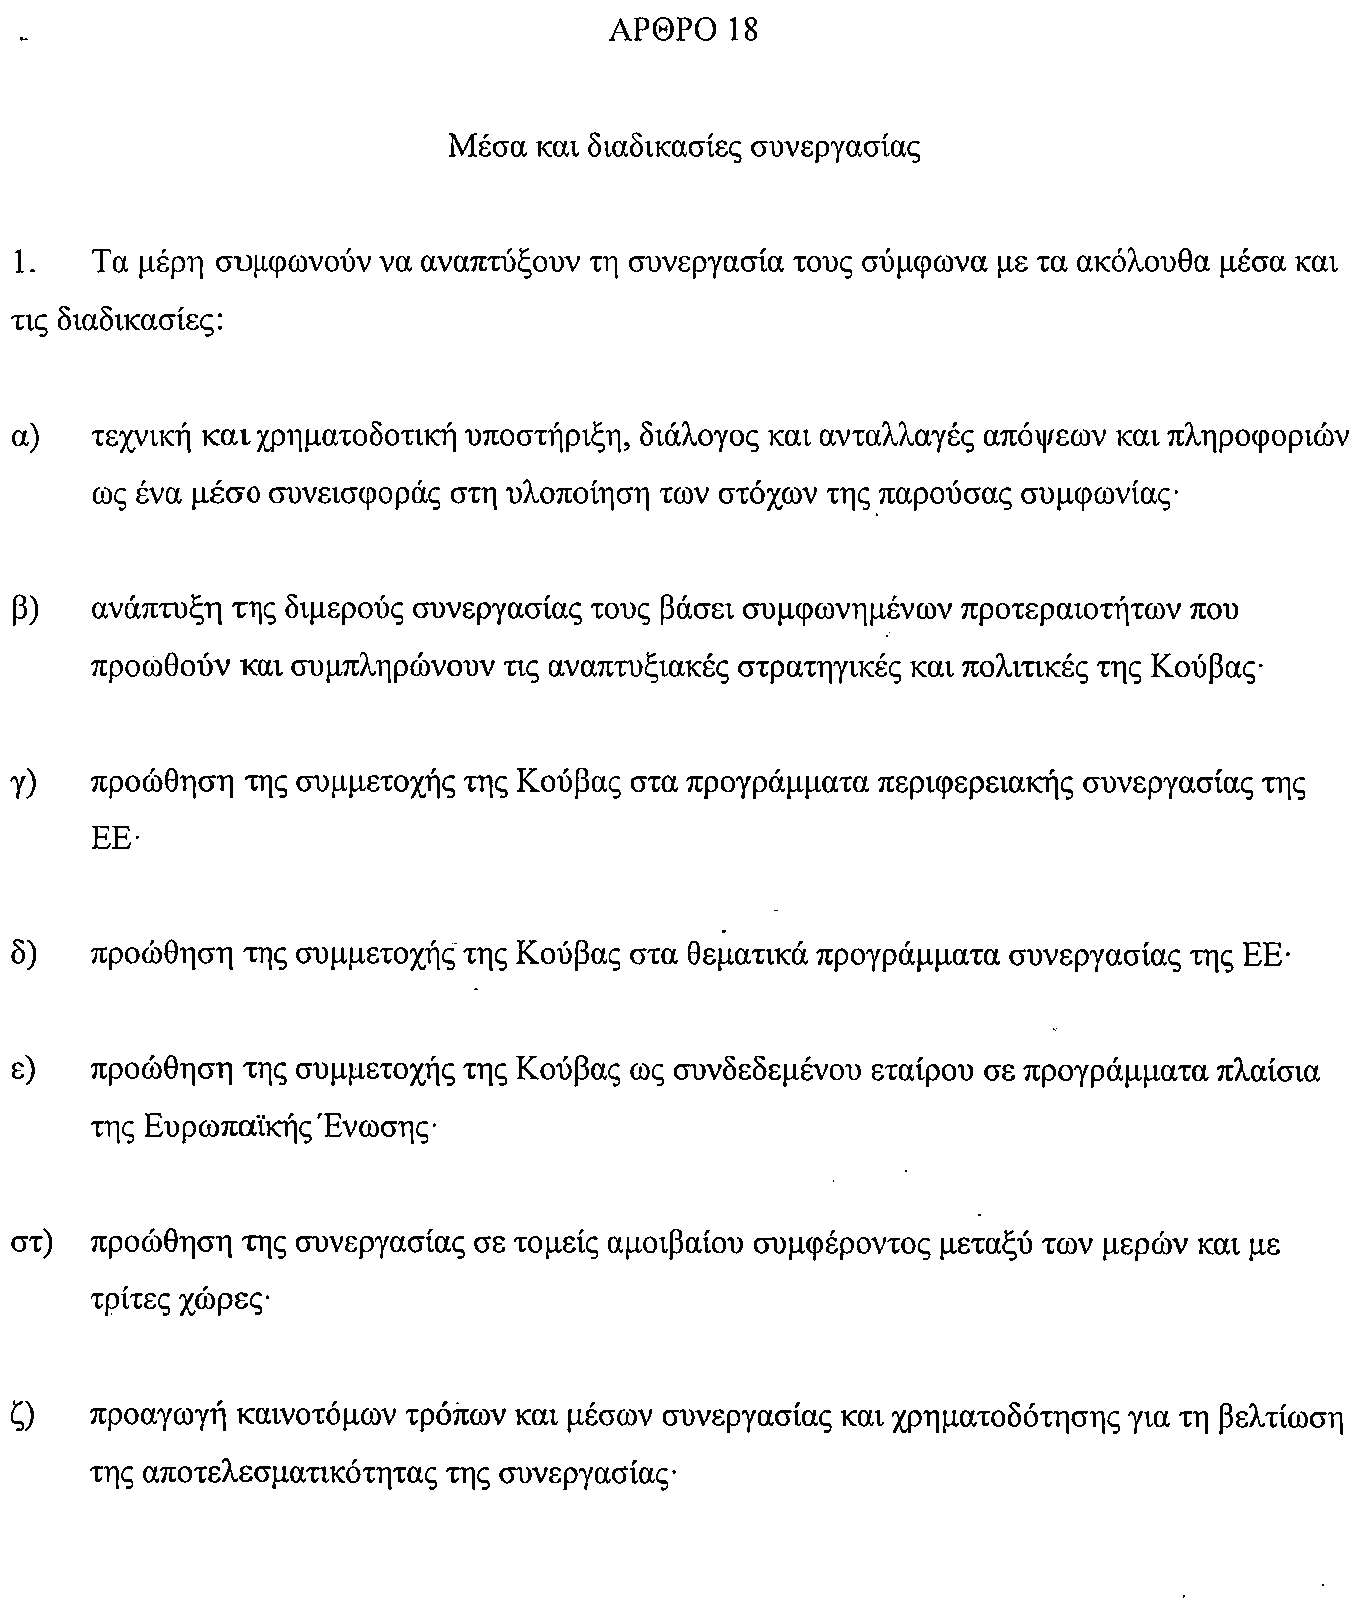 ΑΡΘΡΟ 18
Μέσα και διαδικασίες συνεργασίας
1. Τα μέρη συμφωνούν να αναπτύξουν τη συνεργασία τους σύμφωνα με τα ακόλουθα μέσα και
τις διαδικασίες:
α) τεχνική και χρηματοδοτική υποστήριξη, διάλογος και ανταλλαγές απόψεων και πληροφοριών
ως ένα μέσο συνεισφοράς στη υλοποίηση των στόχων της παρούσας συμφωνίας·
β) ανάπτυξη της διμερούς συνεργασίας τους βάσει συμφωνημένων προτεραιοτήτων που
προωθούν και συμπληρώνουν τις αναπτυξιακές στρατηγικές και πολιτικές της Κούβας·
γ) προώθηση της συμμετοχής της Κούβας στα προγράμματα περιφερειακής συνεργασίας της
ΕΕ·
δ) προώθηση της συμμετοχής της Κούβας στα θεματικά προγράμματα συνεργασίας της ΕΕ·
ε) προώθηση της συμμετοχής της Κούβας ως συνδεδεμένου εταίρου σε προγράμματα πλαίσια
της Ευρωπαϊκής Ένωσης·
στ) προώθηση της συνεργασίας σε τομείς αμοιβαίου συμφέροντος μεταξύ των μερών και με
τρίτες χώρες·
ζ) προαγωγή καινοτόμων τρόπων και μέσων συνεργασίας και χρηματοδότησης για τη βελτίωση
της αποτελεσματικότητας της συνεργασίας·